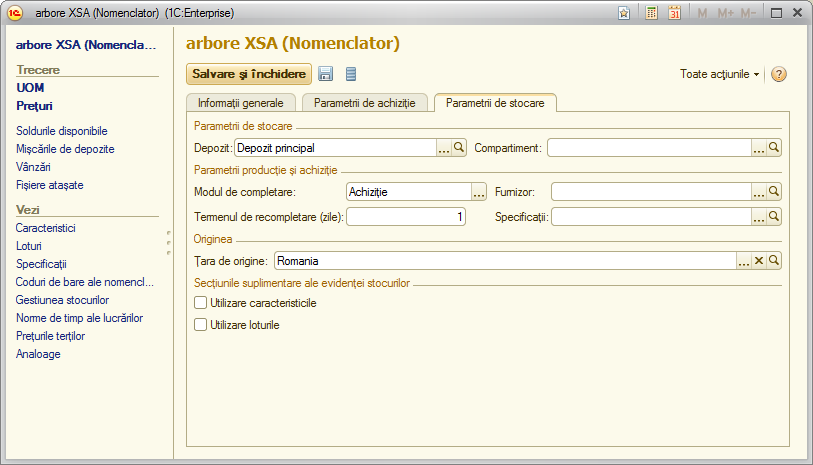 arbore XSA (Nomenclator) (1C:Enterprise)
M M+ M-
31
arbore XSA (Nomencla...
Trecere
UOM
Prețuri
Soldurile disponibile
Mișcările de depozite
Vânzări
Fișiere atașate
Vezi
Caracteristici
Loturi
Specificații
Coduri de bare ale nomencl...
Gestiunea stocurilor
Norme de timp ale lucrărilor
Prețurile terților
Analoage
arbore XSA (Nomenclator)
Salvare și închidere
Toate acțiunile
?
Informații generale
Parametrii de achiziție
Parametrii de stocare
Parametrii de stocare
Depozit: Depozit principal ... Compartiment: ...
Parametrii producție și achiziție
Modul de completare: Achiziție ... Furnizor: ...
Termenul de recompletare (zile): 1 Specificații: ...
Originea
Țara de origine: Romania ...
Secțiunile suplimentare ale evidenței stocurilor
Utilizare caracteristicile
Utilizare loturile